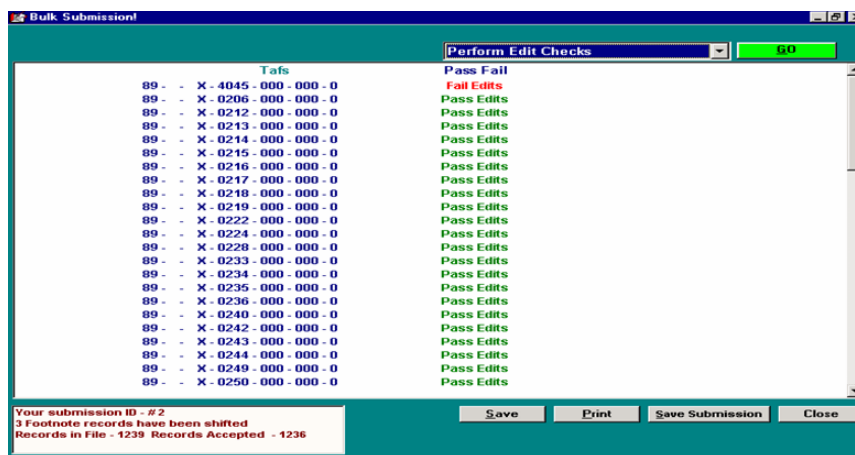 Bulk Submission!
Perform Edit Checks GO
Tafs Pass Fail
89 - - X - 4045 - 000 - 000 - 0 Fail Edits
89 - - X - 0206 - 000 - 000 - 0 Pass Edits
89 - - X - 0212 - 000 - 000 - 0 Pass Edits
89 - - X - 0213 - 000 - 000 - 0 Pass Edits
89 - - X - 0214 - 000 - 000 - 0 Pass Edits
89 - - X - 0215 - 000 - 000 - 0 Pass Edits
89 - - X - 0216 - 000 - 000 - 0 Pass Edits
89 - - X - 0217 - 000 - 000 - 0 Pass Edits
89 - - X - 0218 - 000 - 000 - 0 Pass Edits
89 - - X - 0219 - 000 - 000 - 0 Pass Edits
89 - - X - 0222 - 000 - 000 - 0 Pass Edits
89 - - X - 0224 - 000 - 000 - 0 Pass Edits
89 - - X - 0228 - 000 - 000 - 0 Pass Edits
89 - - X - 0233 - 000 - 000 - 0 Pass Edits
89 - - X - 0234 - 000 - 000 - 0 Pass Edits
89 - - X - 0235 - 000 - 000 - 0 Pass Edits
89 - - X - 0236 - 000 - 000 - 0 Pass Edits
89 - - X - 0240 - 000 - 000 - 0 Pass Edits
89 - - X - 0242 - 000 - 000 - 0 Pass Edits
89 - - X - 0243 - 000 - 000 - 0 Pass Edits
89 - - X - 0244 - 000 - 000 - 0 Pass Edits
89 - - X - 0249 - 000 - 000 - 0 Pass Edits
89 - - X - 0250 - 000 - 000 - 0 Pass Edits
Your submission ID - # 2
3 Footnote records have been shifted
Records in File - 1239 Records Accepted - 1236
Save Print Save Submission Close